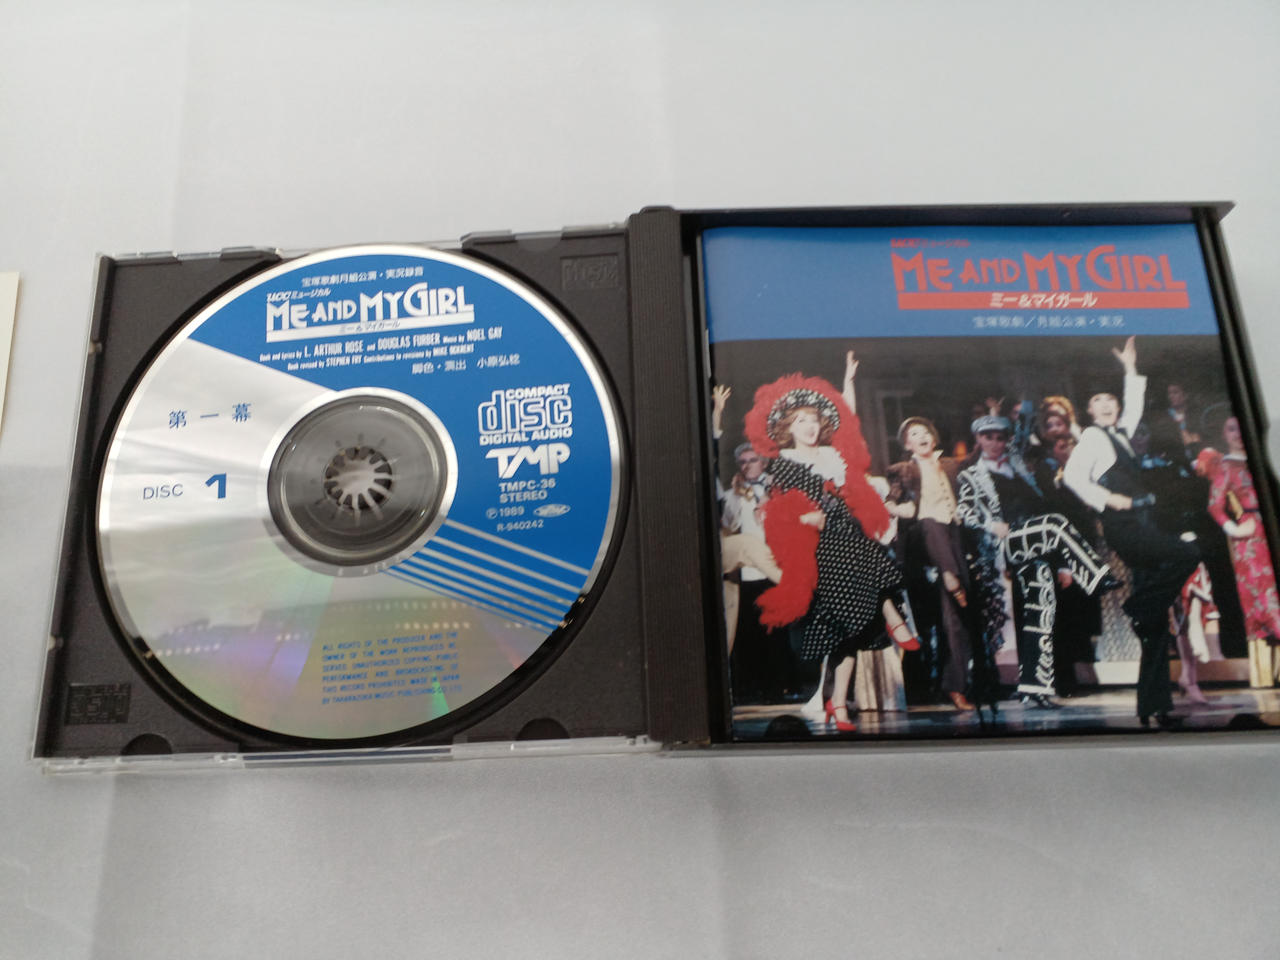 宝塚歌劇月組公演・実況録音
UCCミュージカル
ME AND MY GIRL
ミー&マイガール
Book and Lyrics by L. ARTHUR ROSE and DOUGLAS FURBER Music by NOEL GAY
Book revised by STEPHEN FRY Contributions to revisions by MIKE OCKRENT
脚色・演出 小原弘稔
第一幕
DISC 1
COMPACT
disc
DIGITAL AUDIO
TMP
TMPC-36
STEREO
Ⓟ1989
R-940242
ALL RIGHTS OF THE PRODUCER AND THE
OWNER OF THE WORK REPRODUCED RE-
SERVED. UNAUTHORIZED COPYING, PUBLIC
PERFORMANCE AND BROADCASTING OF
THIS RECORD PROHIBITED. MADE IN JAPAN
BY TAKARAZUKA MUSIC PUBLISHING CO., LTD.
UCCミュージカル
ME AND MY GIRL
ミー&マイガール
宝塚歌劇/月組公演・実況